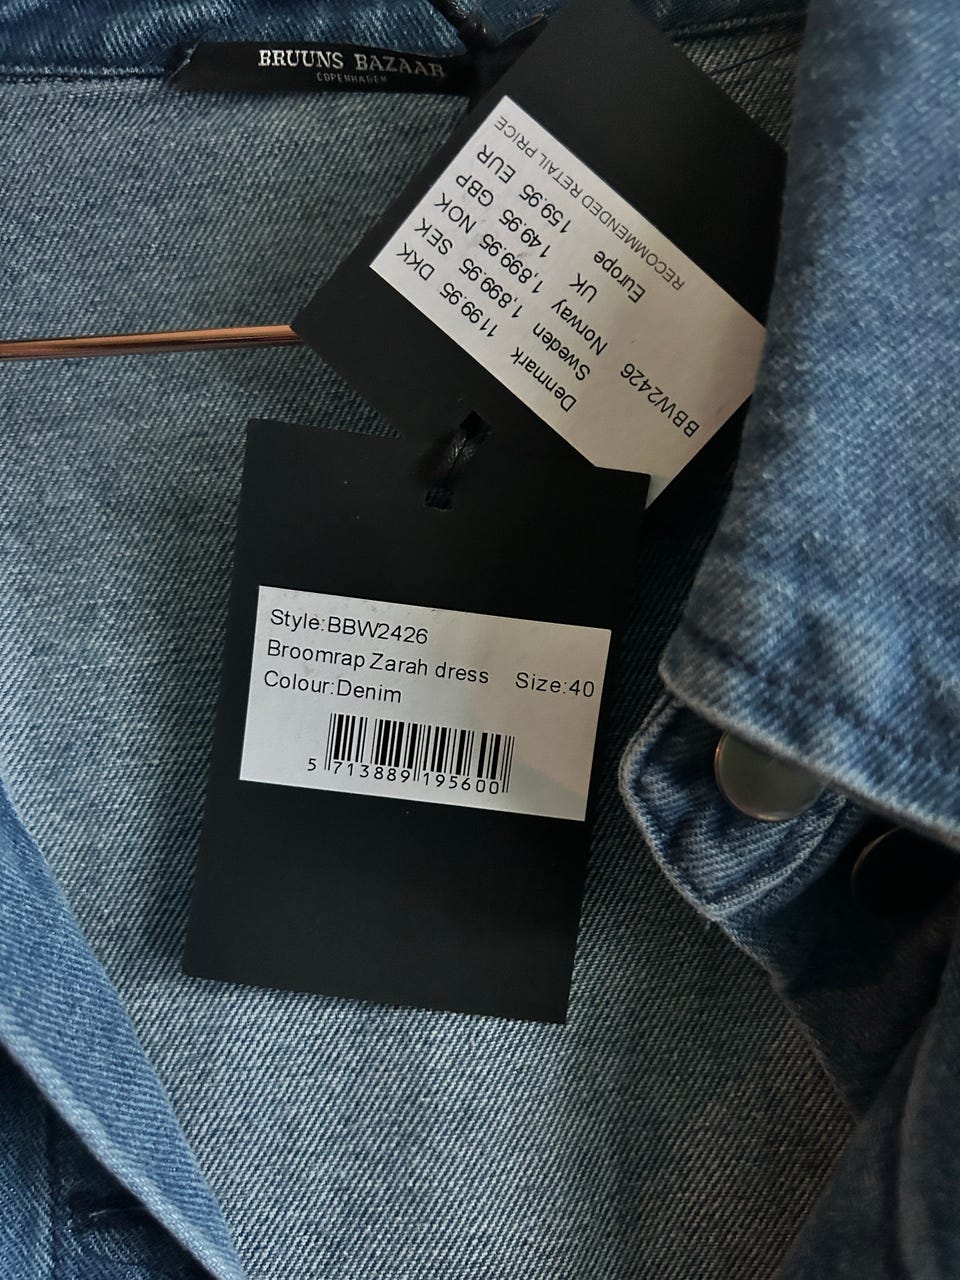 BRUUNS BAZAAR
COPENHAGEN
RECOMMENDED RETAIL PRICE
Europe 159.95 EUR
UK 149.95 GBP
Norway 1,899.95 NOK
Sweden 1,899.95 SEK
Denmark 1199.95 DKK
BBW2426
Style:BBW2426
Broomrap Zarah dress Size:40
Colour:Denim
5 713889 195600